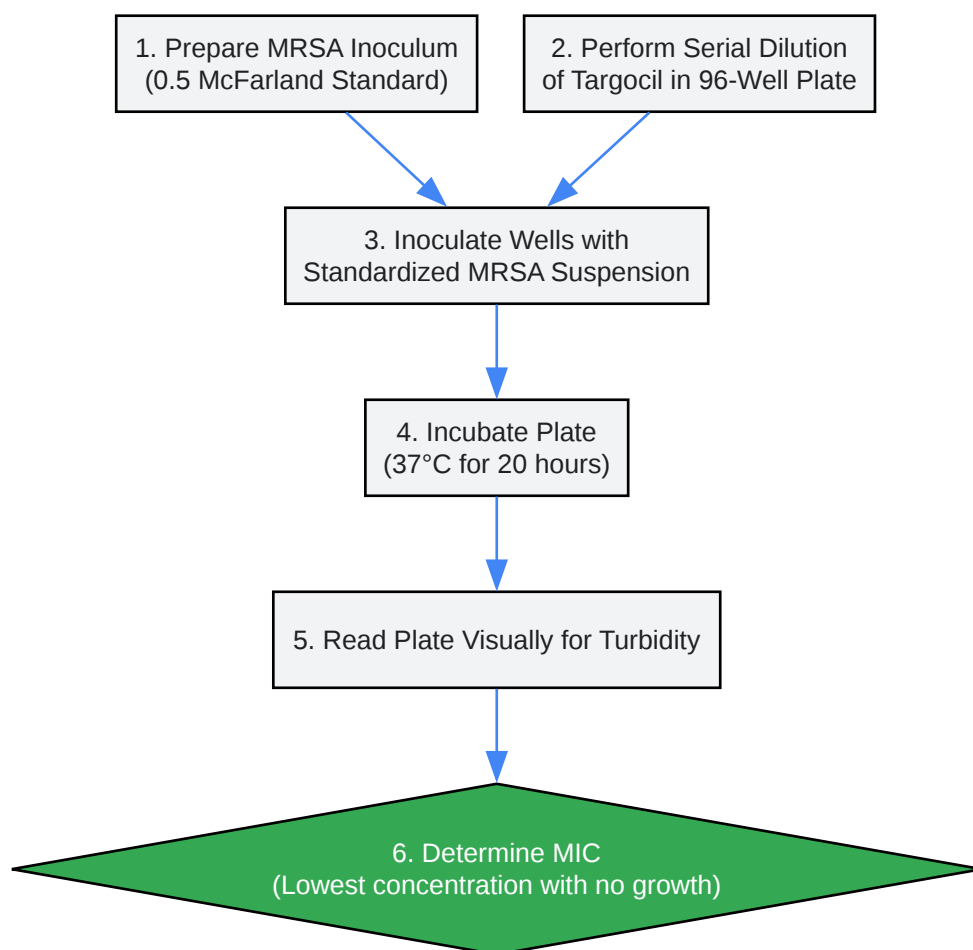 1. Prepare MRSA Inoculum
(0.5 McFarland Standard)
2. Perform Serial Dilution
of Targocil in 96-Well Plate
3. Inoculate Wells with
Standardized MRSA Suspension
4. Incubate Plate
(37°C for 20 hours)
5. Read Plate Visually for Turbidity
6. Determine MIC
(Lowest concentration with no growth)